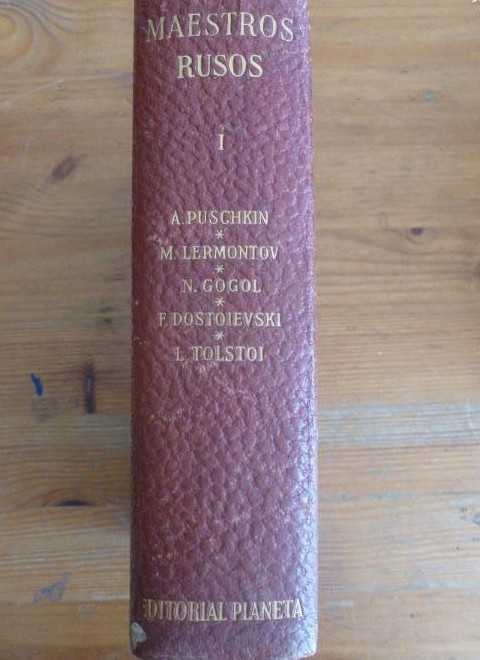 MAESTROS
RUSOS
I
A. PUSCHKIN
*
M. LERMONTOV
*
N. GOGOL
*
F. DOSTOIEVSKI
*
L. TOLSTOI
EDITORIAL PLANETA